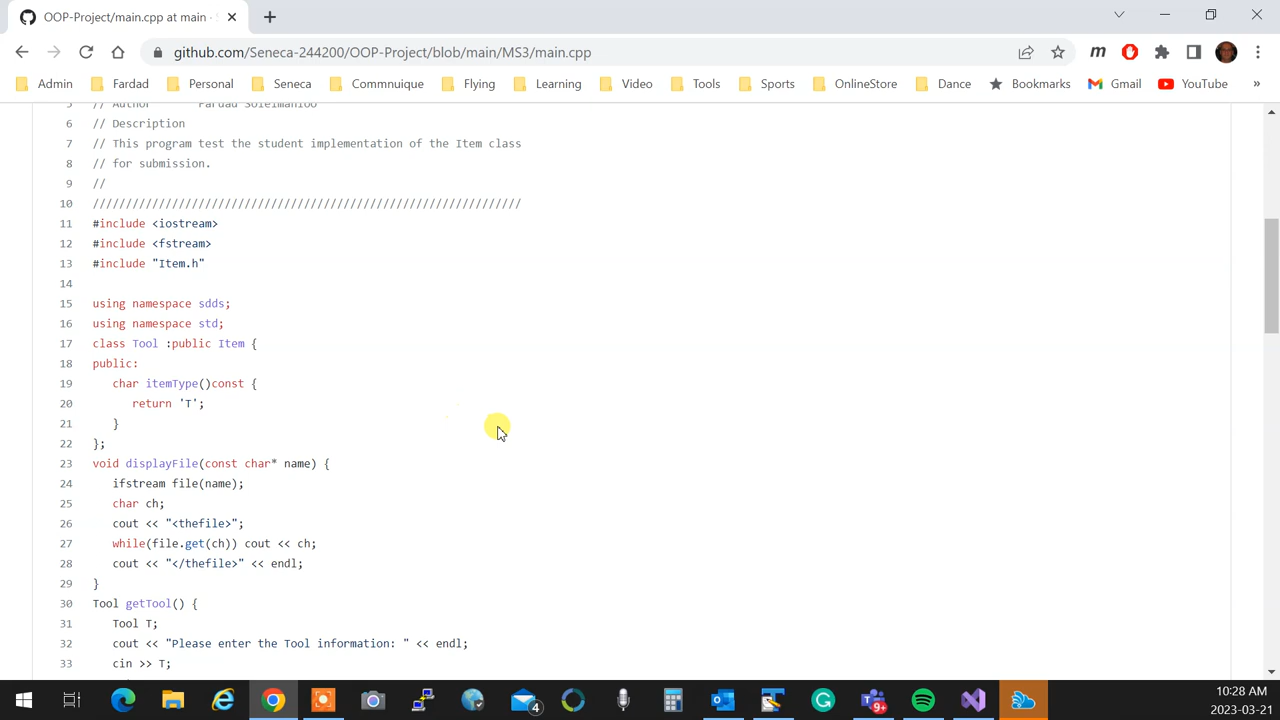 OOP-Project/main.cpp at main · S
github.com/Seneca-244200/OOP-Project/blob/main/MS3/main.cpp
Admin Fardad Personal Seneca Commnuique Flying Learning Video Tools Sports OnlineStore Dance Bookmarks Gmail YouTube »
5 // Author Fardad Soleimanloo
6 // Description
7 // This program test the student implementation of the Item class
8 // for submission.
9 //
10 /////////////////////////////////////////////////////////////////
11 #include <iostream>
12 #include <fstream>
13 #include "Item.h"
14
15 using namespace sdds;
16 using namespace std;
17 class Tool :public Item {
18 public:
19 char itemType()const {
20 return 'T';
21 }
22 };
23 void displayFile(const char* name) {
24 ifstream file(name);
25 char ch;
26 cout << "<thefile>";
27 while(file.get(ch)) cout << ch;
28 cout << "</thefile>" << endl;
29 }
30 Tool getTool() {
31 Tool T;
32 cout << "Please enter the Tool information: " << endl;
33 cin >> T;
4
9+
10:28 AM
2023-03-21